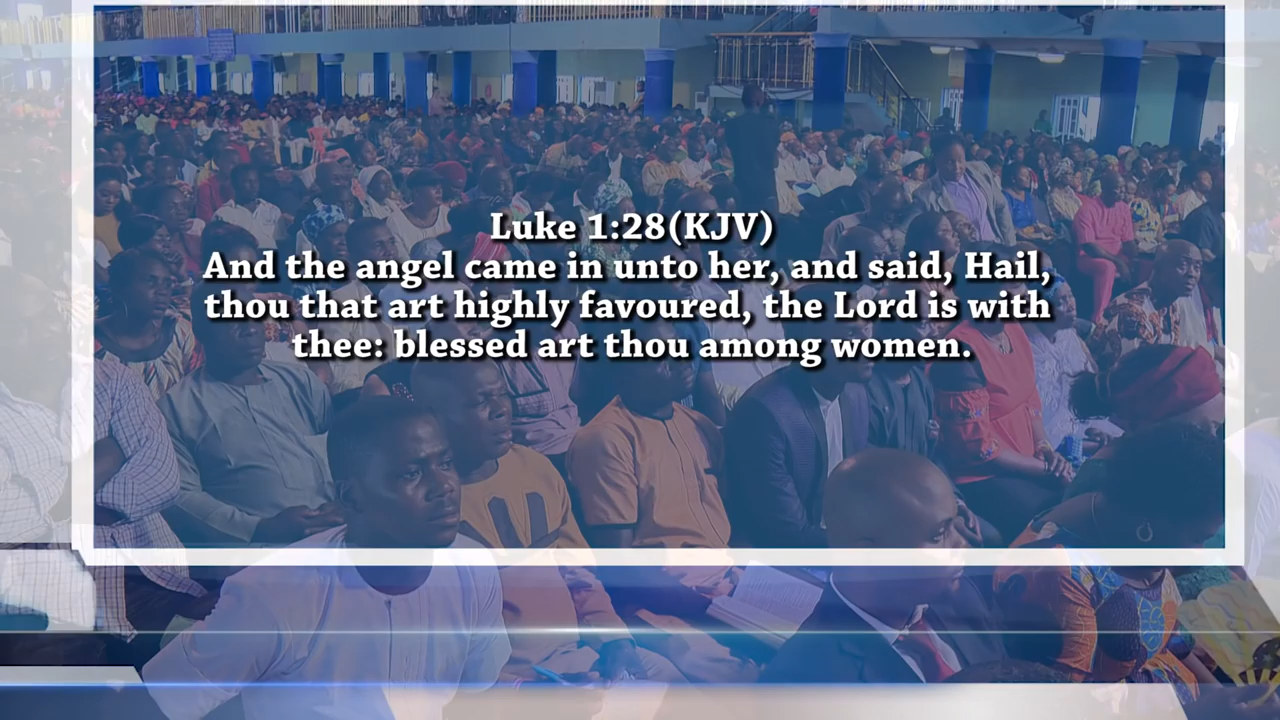 Luke 1:28(KJV)
And the angel came in unto her, and said, Hail,
thou that art highly favoured, the Lord is with
thee: blessed art thou among women.